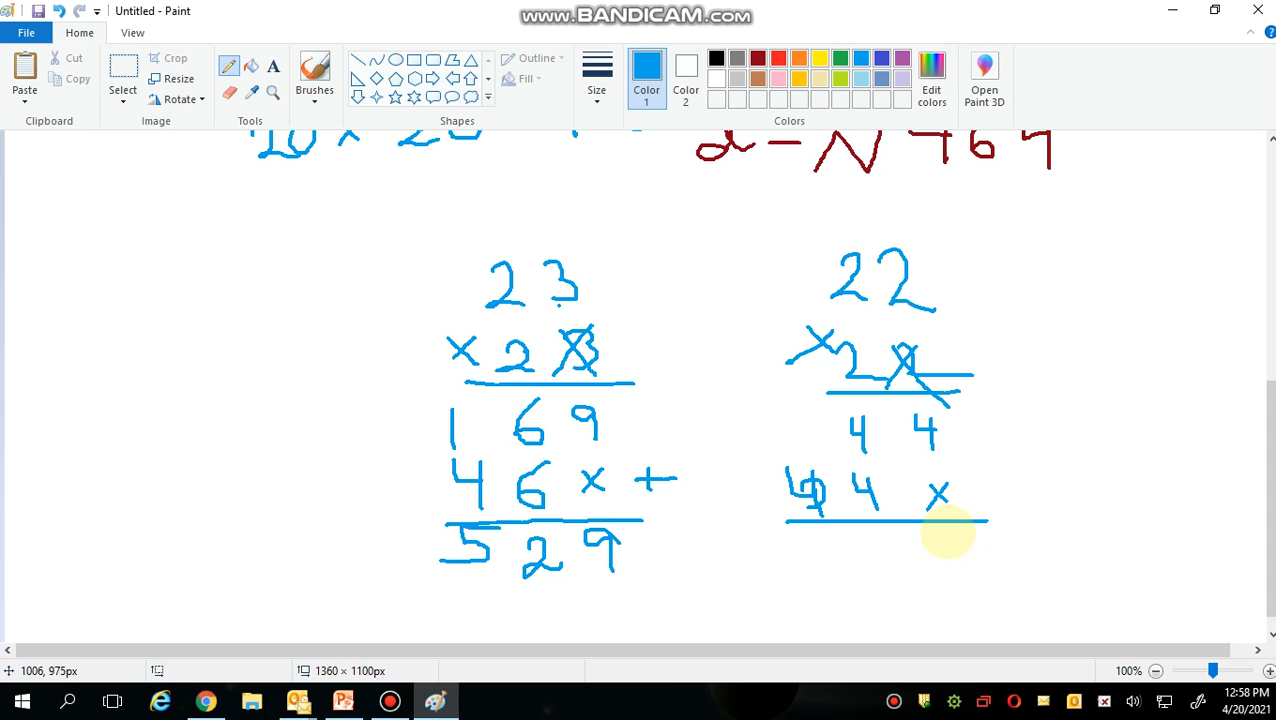 Untitled - Paint
www.BANDICAM.com
File Home View
Cut
Copy
Paste
Clipboard
Crop
Resize
Rotate
Select
Image
Tools
Brushes
Outline
Fill
Shapes
Size
Color 1
Color 2
Edit colors
Open Paint 3D
Colors
23
× 23
169
46× +
529
22
× 22
44
44 ×
1006, 975px
1360 × 1100px
100%
12:58 PM
4/20/2021